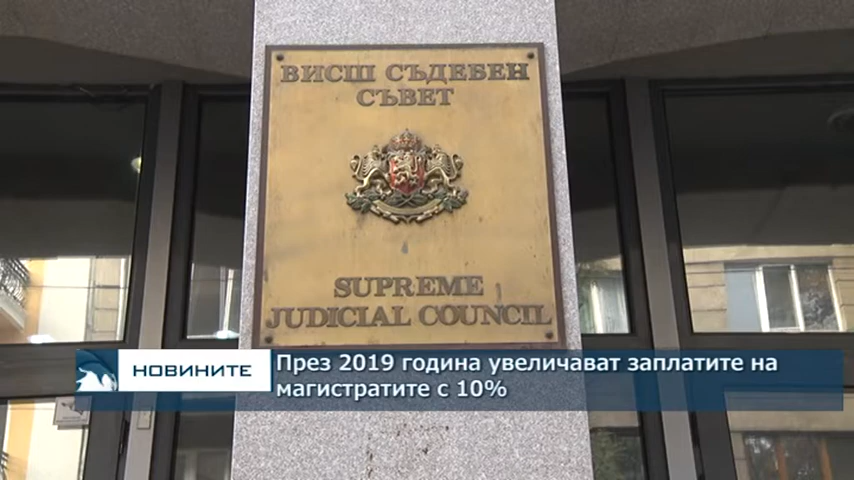 ВИСШ СЪДЕБЕН
СЪВЕТ
SUPREME
JUDICIAL COUNCIL
НОВИНИТЕ
През 2019 година увеличават заплатите на
магистратите с 10%